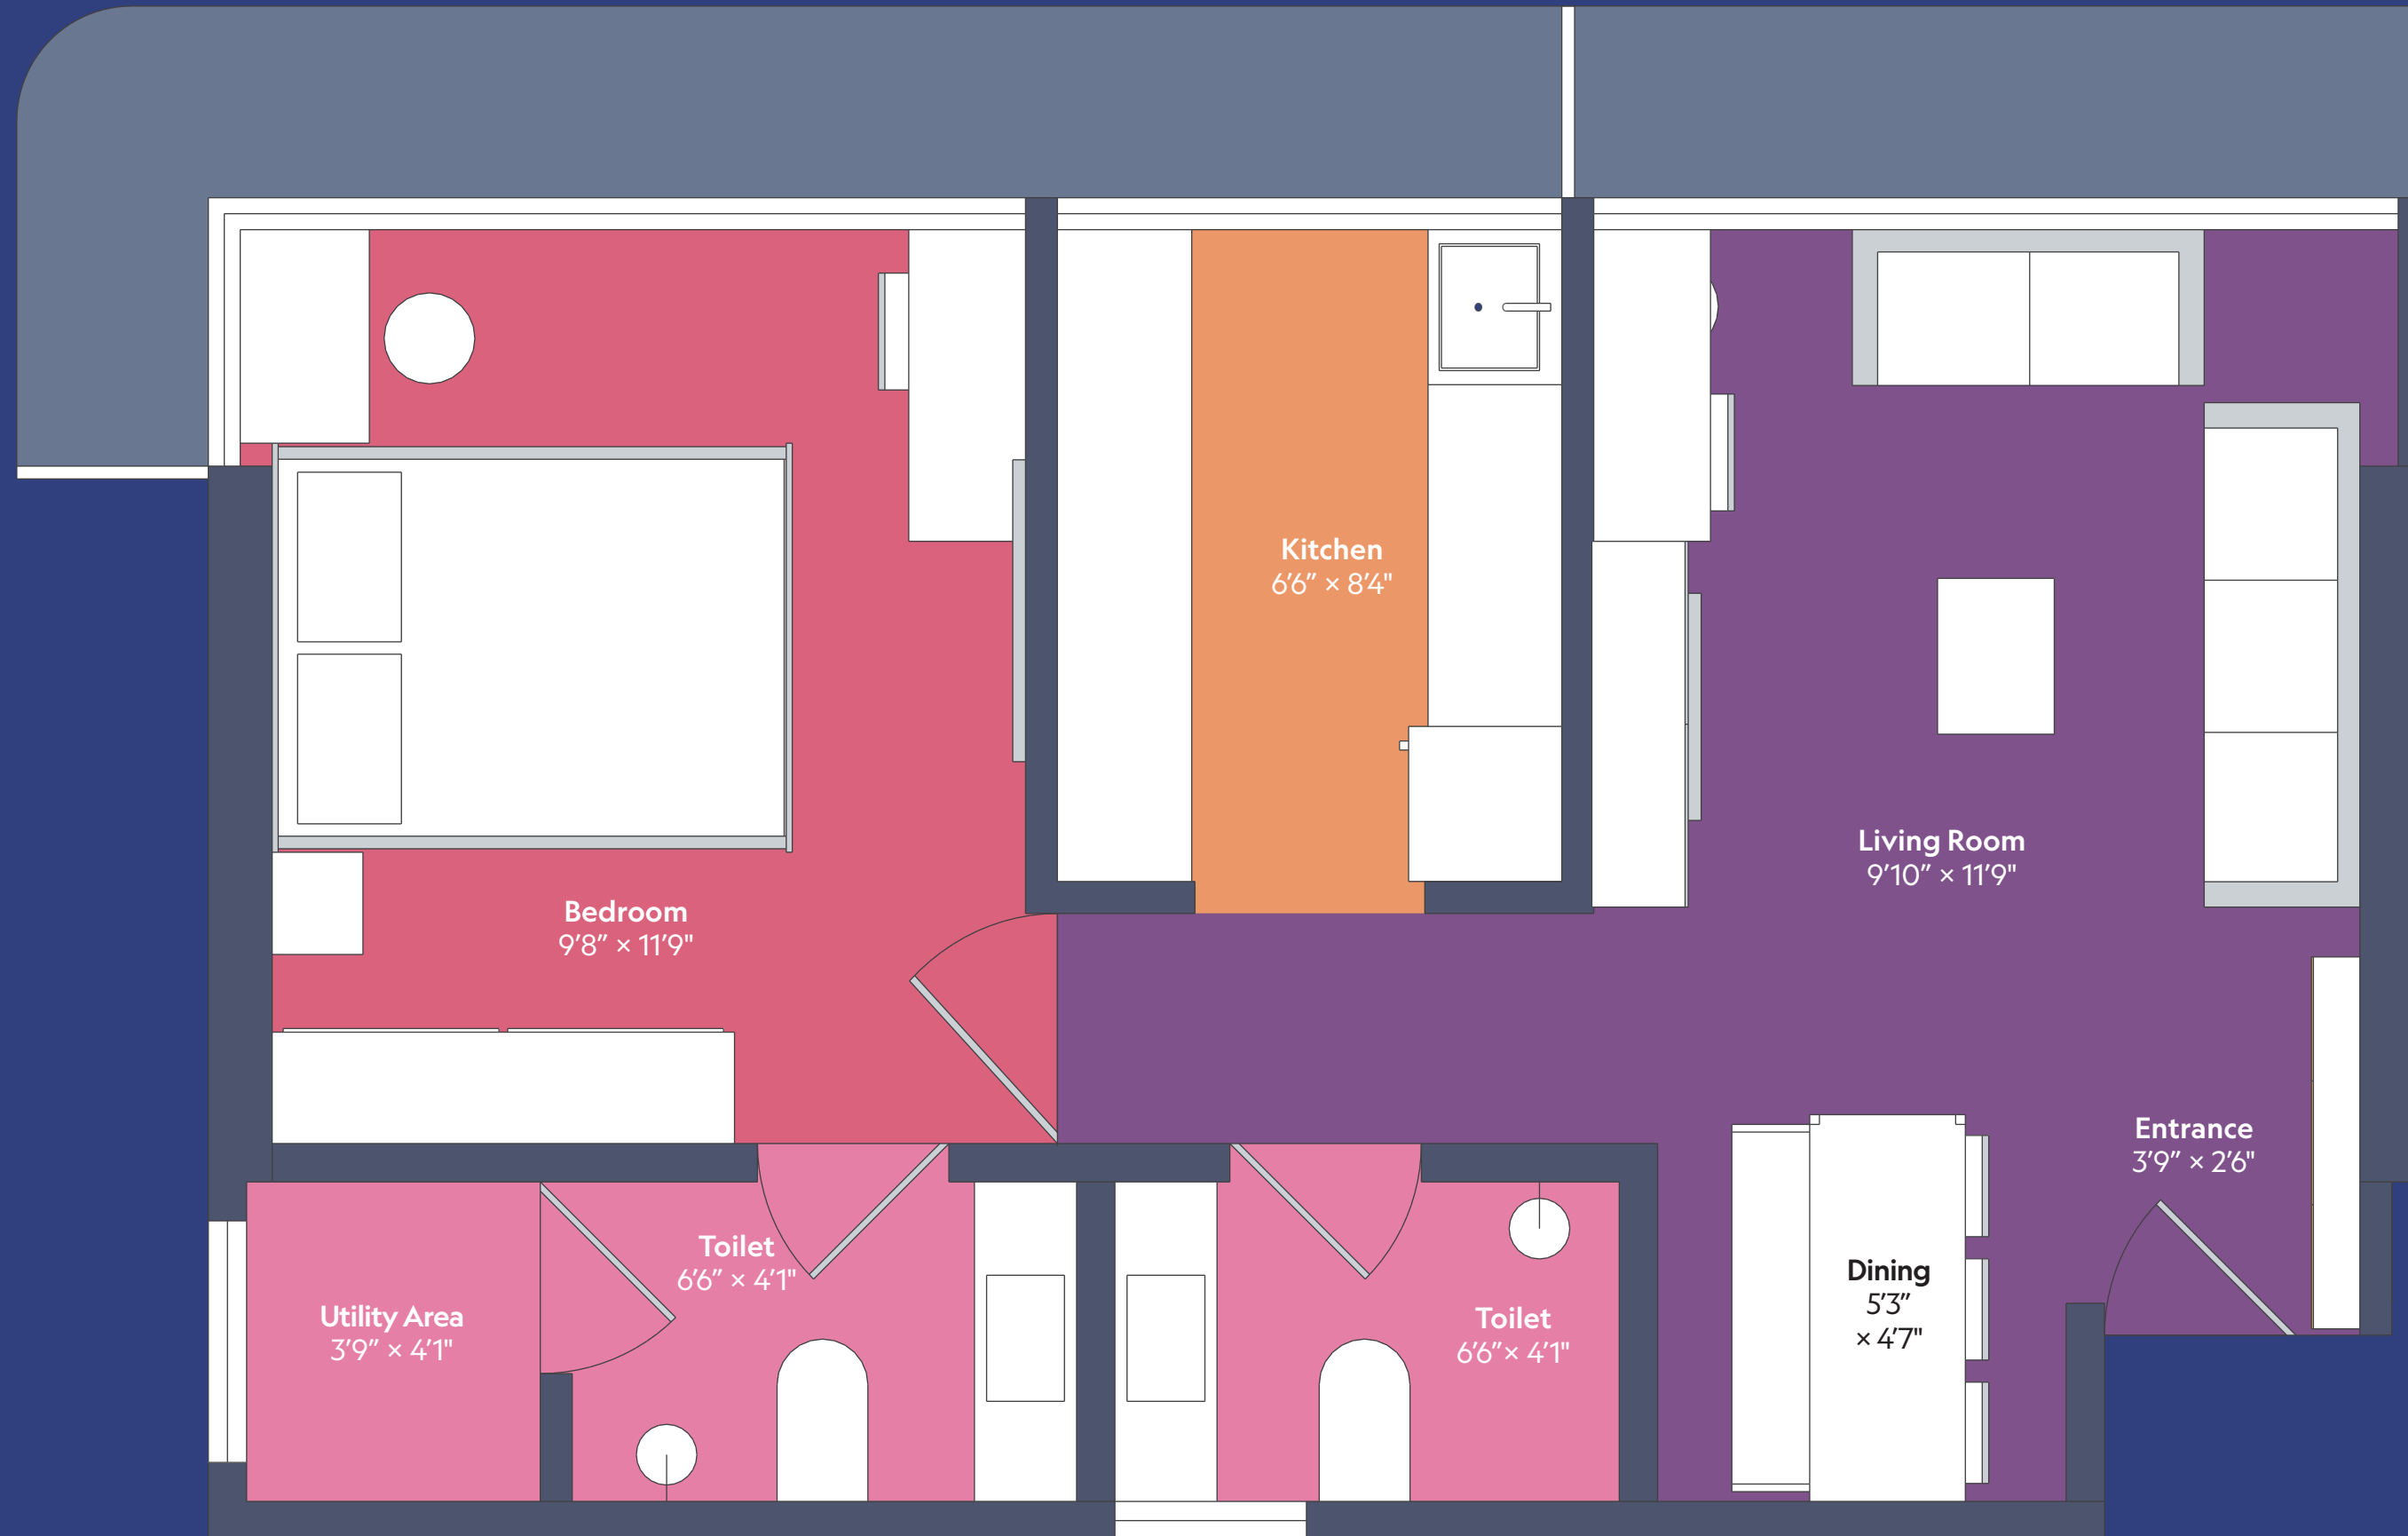 Kitchen
6’6” × 8’4"
Living Room
9’10” × 11’9"
Bedroom
9’8” × 11’9"
Entrance
3’9” × 2’6"
Toilet
6’6” × 4’1"
Utility Area
3’9” × 4’1"
Toilet
6’6”× 4’1"
Dining
5’3”
× 4’7"